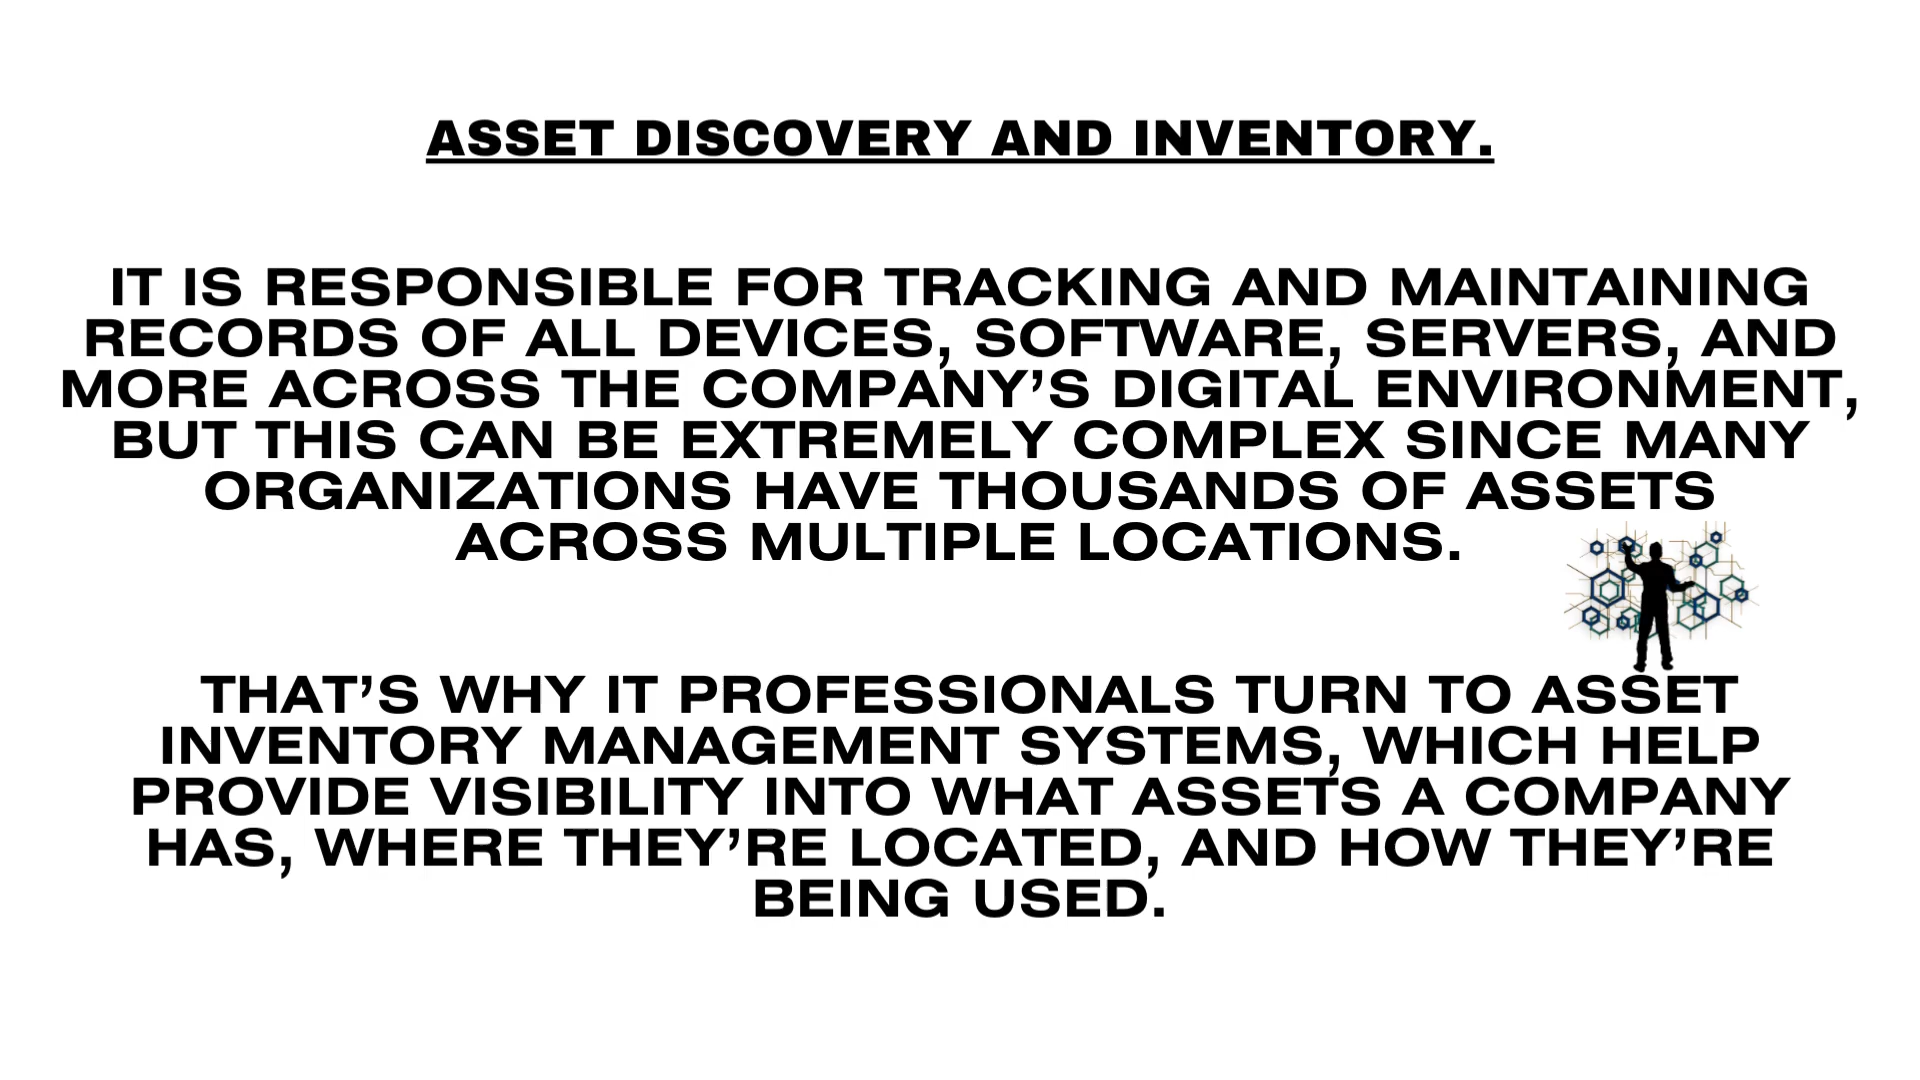 ASSET DISCOVERY AND INVENTORY.
IT IS RESPONSIBLE FOR TRACKING AND MAINTAINING
RECORDS OF ALL DEVICES, SOFTWARE, SERVERS, AND
MORE ACROSS THE COMPANY’S DIGITAL ENVIRONMENT,
BUT THIS CAN BE EXTREMELY COMPLEX SINCE MANY
ORGANIZATIONS HAVE THOUSANDS OF ASSETS
ACROSS MULTIPLE LOCATIONS.
THAT’S WHY IT PROFESSIONALS TURN TO ASSET
INVENTORY MANAGEMENT SYSTEMS, WHICH HELP
PROVIDE VISIBILITY INTO WHAT ASSETS A COMPANY
HAS, WHERE THEY’RE LOCATED, AND HOW THEY’RE
BEING USED.